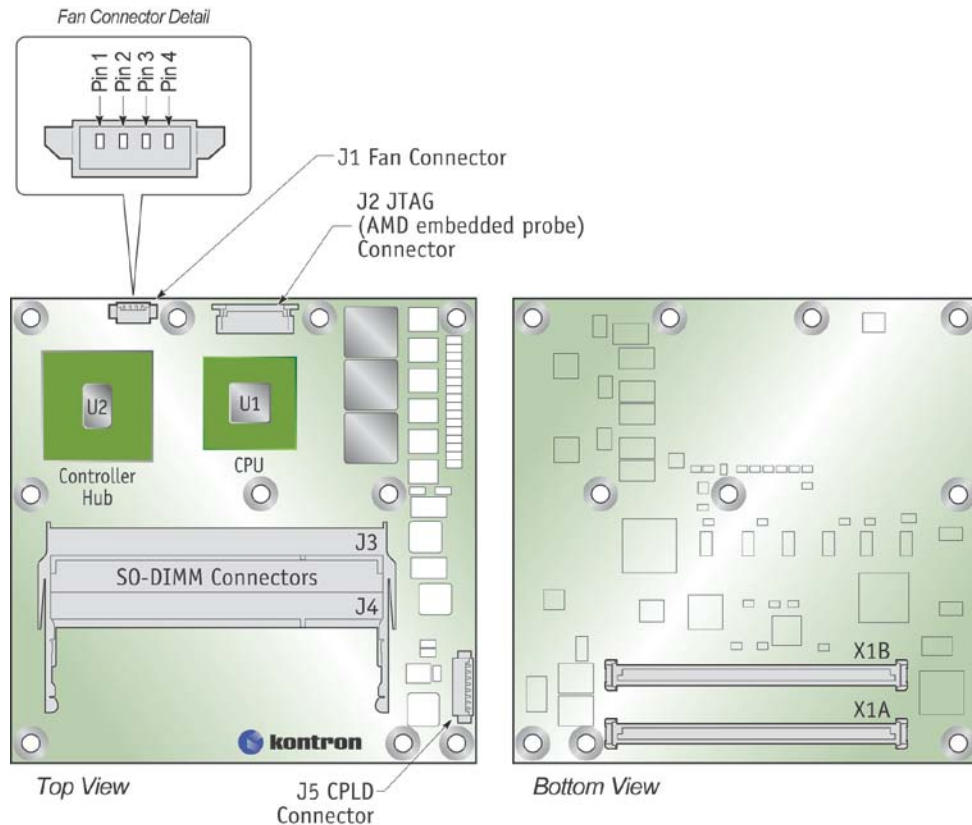 Fan Connector Detail
Pin 1
Pin 2
Pin 3
Pin 4
J1 Fan Connector
J2 JTAG
(AMD embedded probe)
Connector
U2
U1
Controller
Hub
CPU
J3
SO-DIMM Connectors
J4
X1B
X1A
kontron
Top View
J5 CPLD
Connector
Bottom View